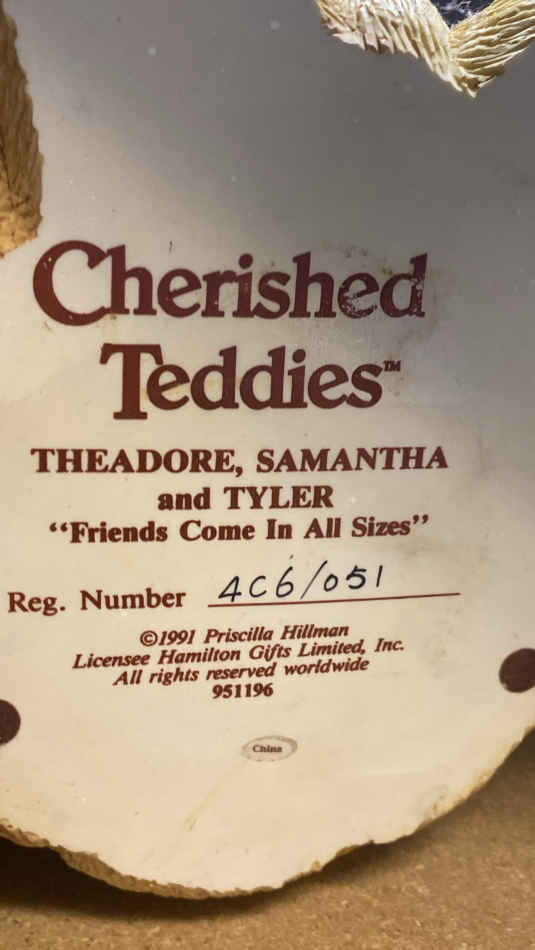 Cherished
Teddies™
THEADORE, SAMANTHA
and TYLER
“Friends Come In All Sizes”
Reg. Number 4C6/051
©1991 Priscilla Hillman
Licensee Hamilton Gifts Limited, Inc.
All rights reserved worldwide
951196
China